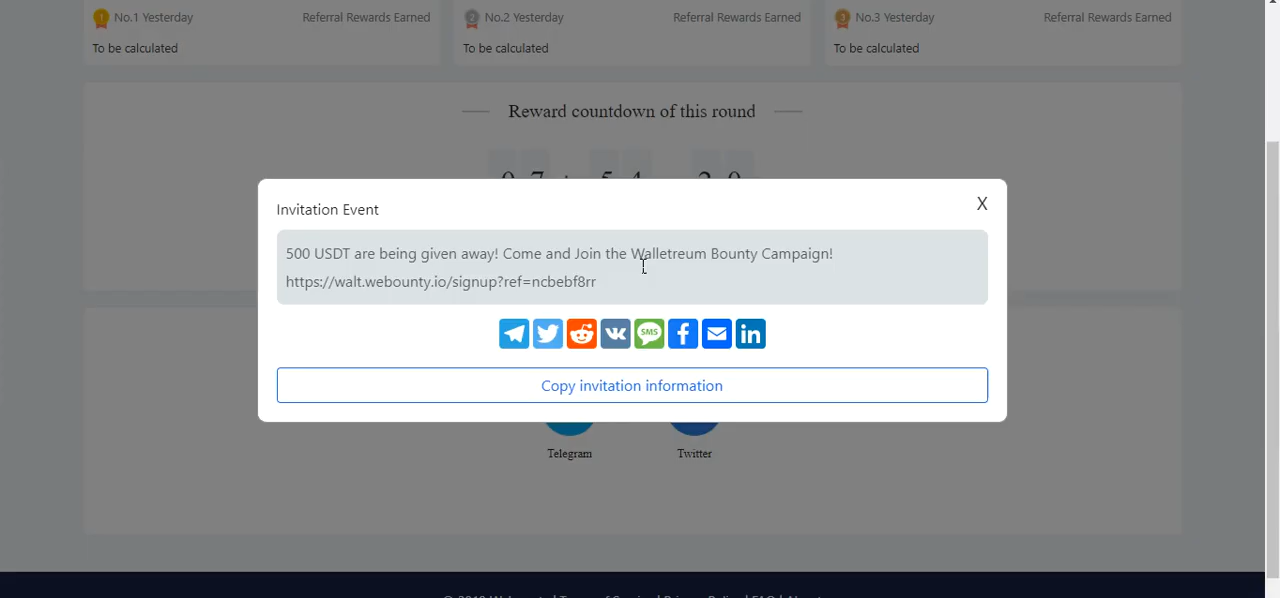 No.1 Yesterday Referral Rewards Earned No.2 Yesterday Referral Rewards Earned No.3 Yesterday Referral Rewards Earned
To be calculated To be calculated To be calculated
Reward countdown of this round
Invitation Event X
500 USDT are being given away! Come and Join the Walletreum Bounty Campaign!
https://walt.webounty.io/signup?ref=ncbebf8rr
SMS
Copy invitation information
Telegram Twitter